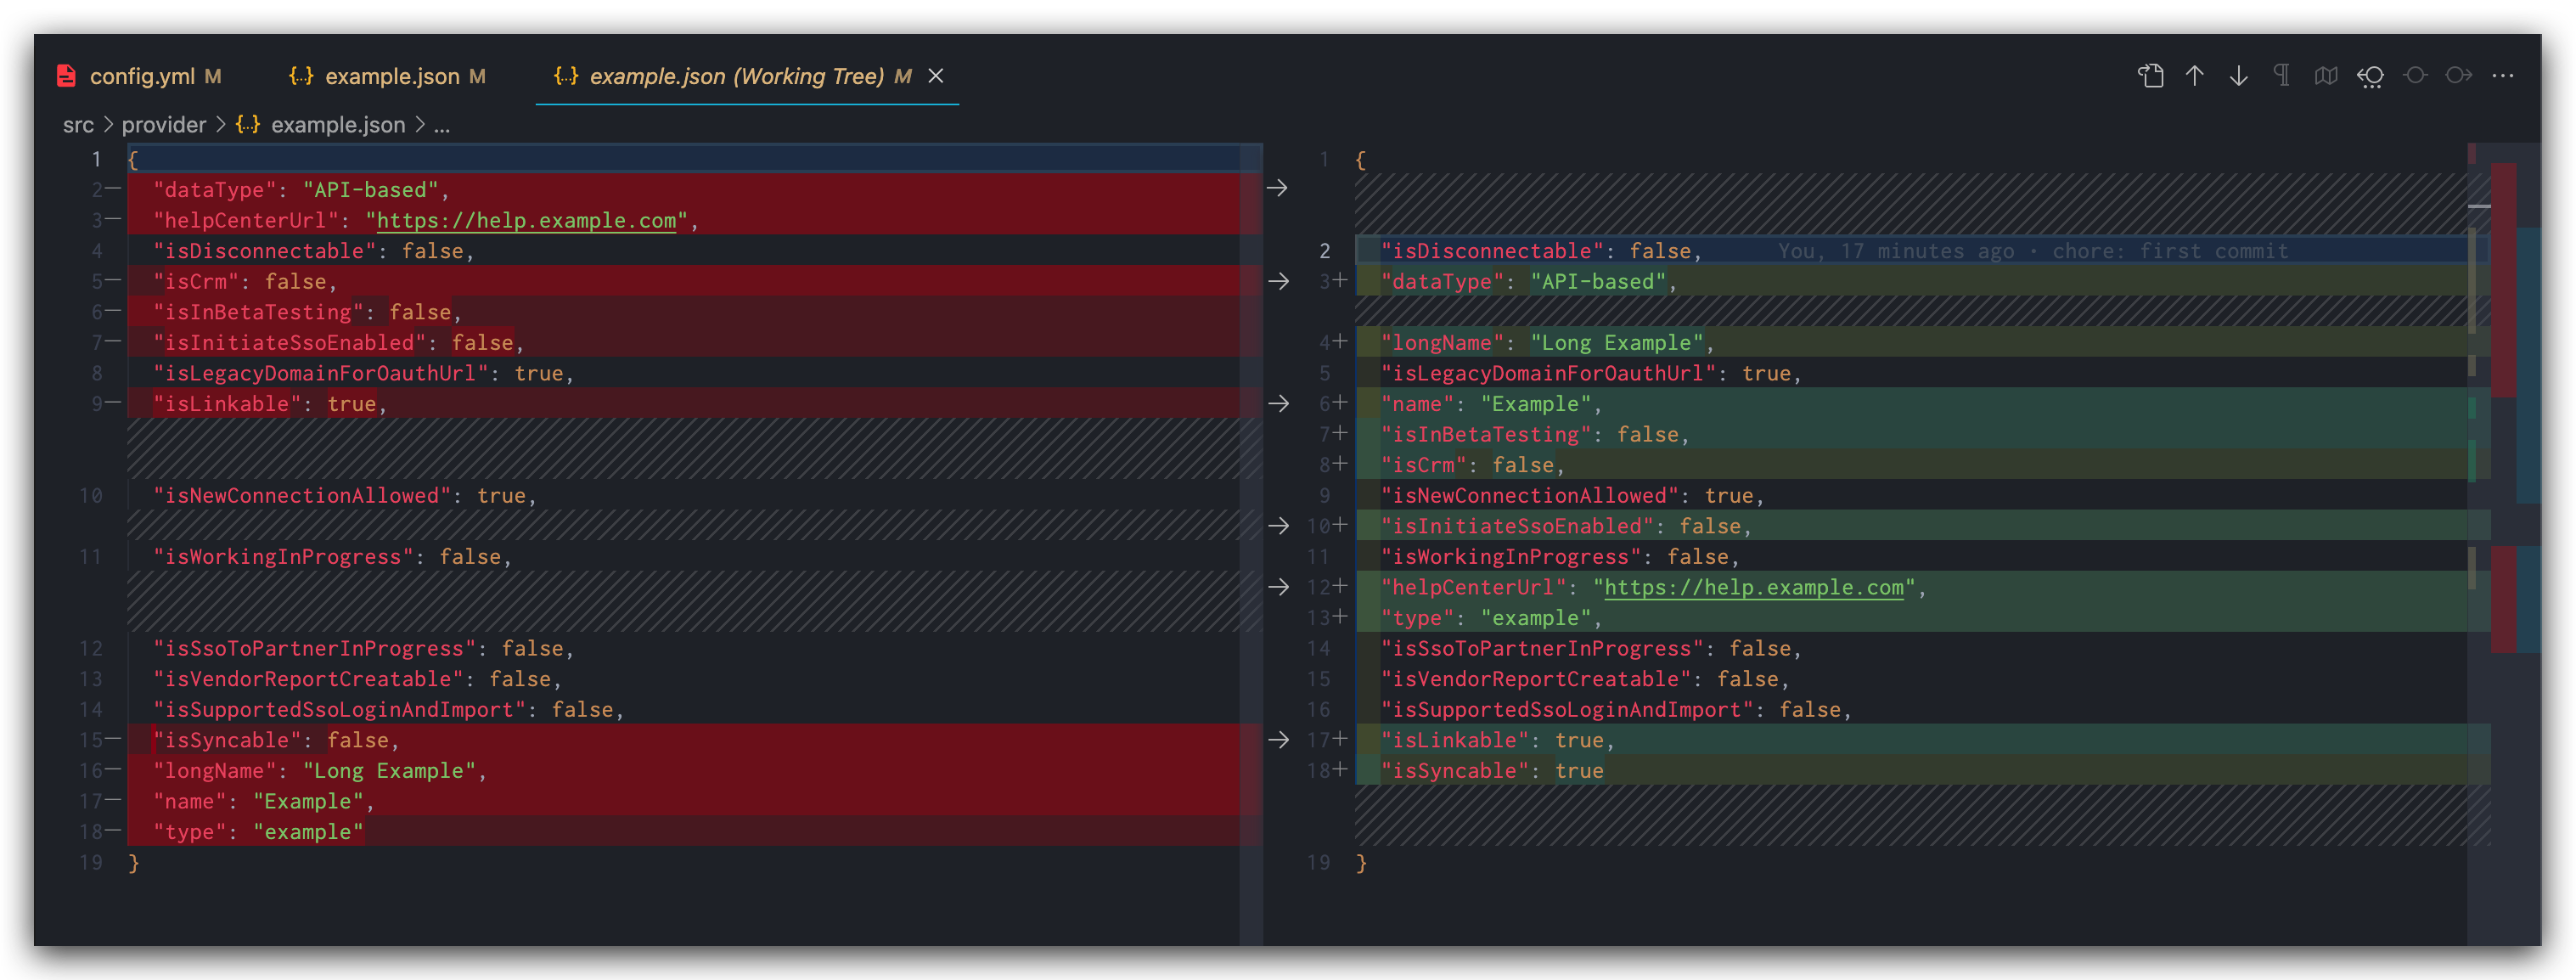 config.yml M {..} example.json M {..} example.json (Working Tree) M
src > provider > {..} example.json > ...
1 {
2 "dataType": "API-based",
3 "helpCenterUrl": "https://help.example.com",
4 "isDisconnectable": false,
5 "isCrm": false,
6 "isInBetaTesting": false,
7 "isInitiateSsoEnabled": false,
8 "isLegacyDomainForOauthUrl": true,
9 "isLinkable": true,
10 "isNewConnectionAllowed": true,
11 "isWorkingInProgress": false,
12 "isSsoToPartnerInProgress": false,
13 "isVendorReportCreatable": false,
14 "isSupportedSsoLoginAndImport": false,
15 "isSyncable": false,
16 "longName": "Long Example",
17 "name": "Example",
18 "type": "example"
19 }
1 {
2 "isDisconnectable": false, You, 17 minutes ago · chore: first commit
3+ "dataType": "API-based",
4+ "longName": "Long Example",
5 "isLegacyDomainForOauthUrl": true,
6+ "name": "Example",
7+ "isInBetaTesting": false,
8+ "isCrm": false,
9 "isNewConnectionAllowed": true,
10+ "isInitiateSsoEnabled": false,
11 "isWorkingInProgress": false,
12+ "helpCenterUrl": "https://help.example.com",
13+ "type": "example",
14 "isSsoToPartnerInProgress": false,
15 "isVendorReportCreatable": false,
16 "isSupportedSsoLoginAndImport": false,
17+ "isLinkable": true,
18+ "isSyncable": true
19 }